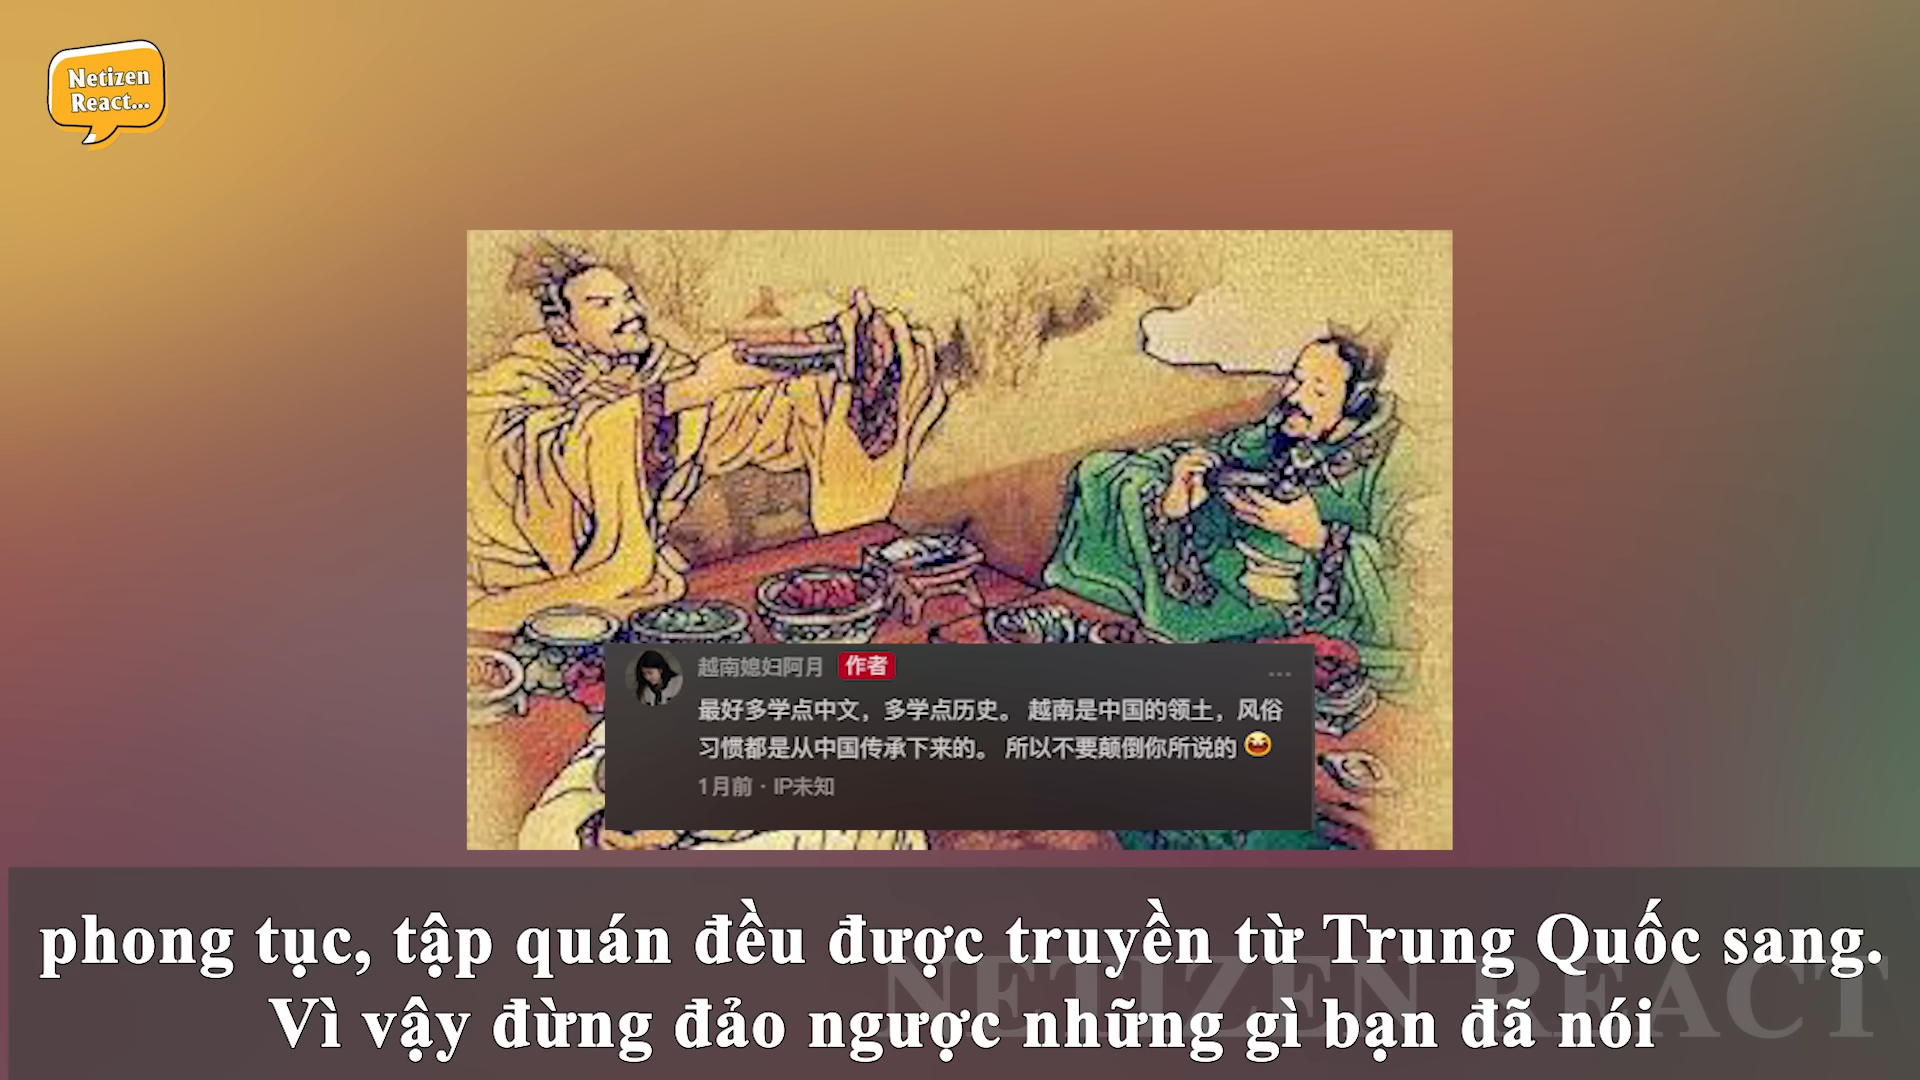 Netizen
React...
越南媳妇阿月 作者
最好多学点中文，多学点历史。 越南是中国的领土，风俗
习惯都是从中国传承下来的。 所以不要颠倒你所说的 😆
1月前 · IP未知
phong tục, tập quán đều được truyền từ Trung Quốc sang.
Vì vậy đừng đảo ngược những gì bạn đã nói
NETIZEN REACT